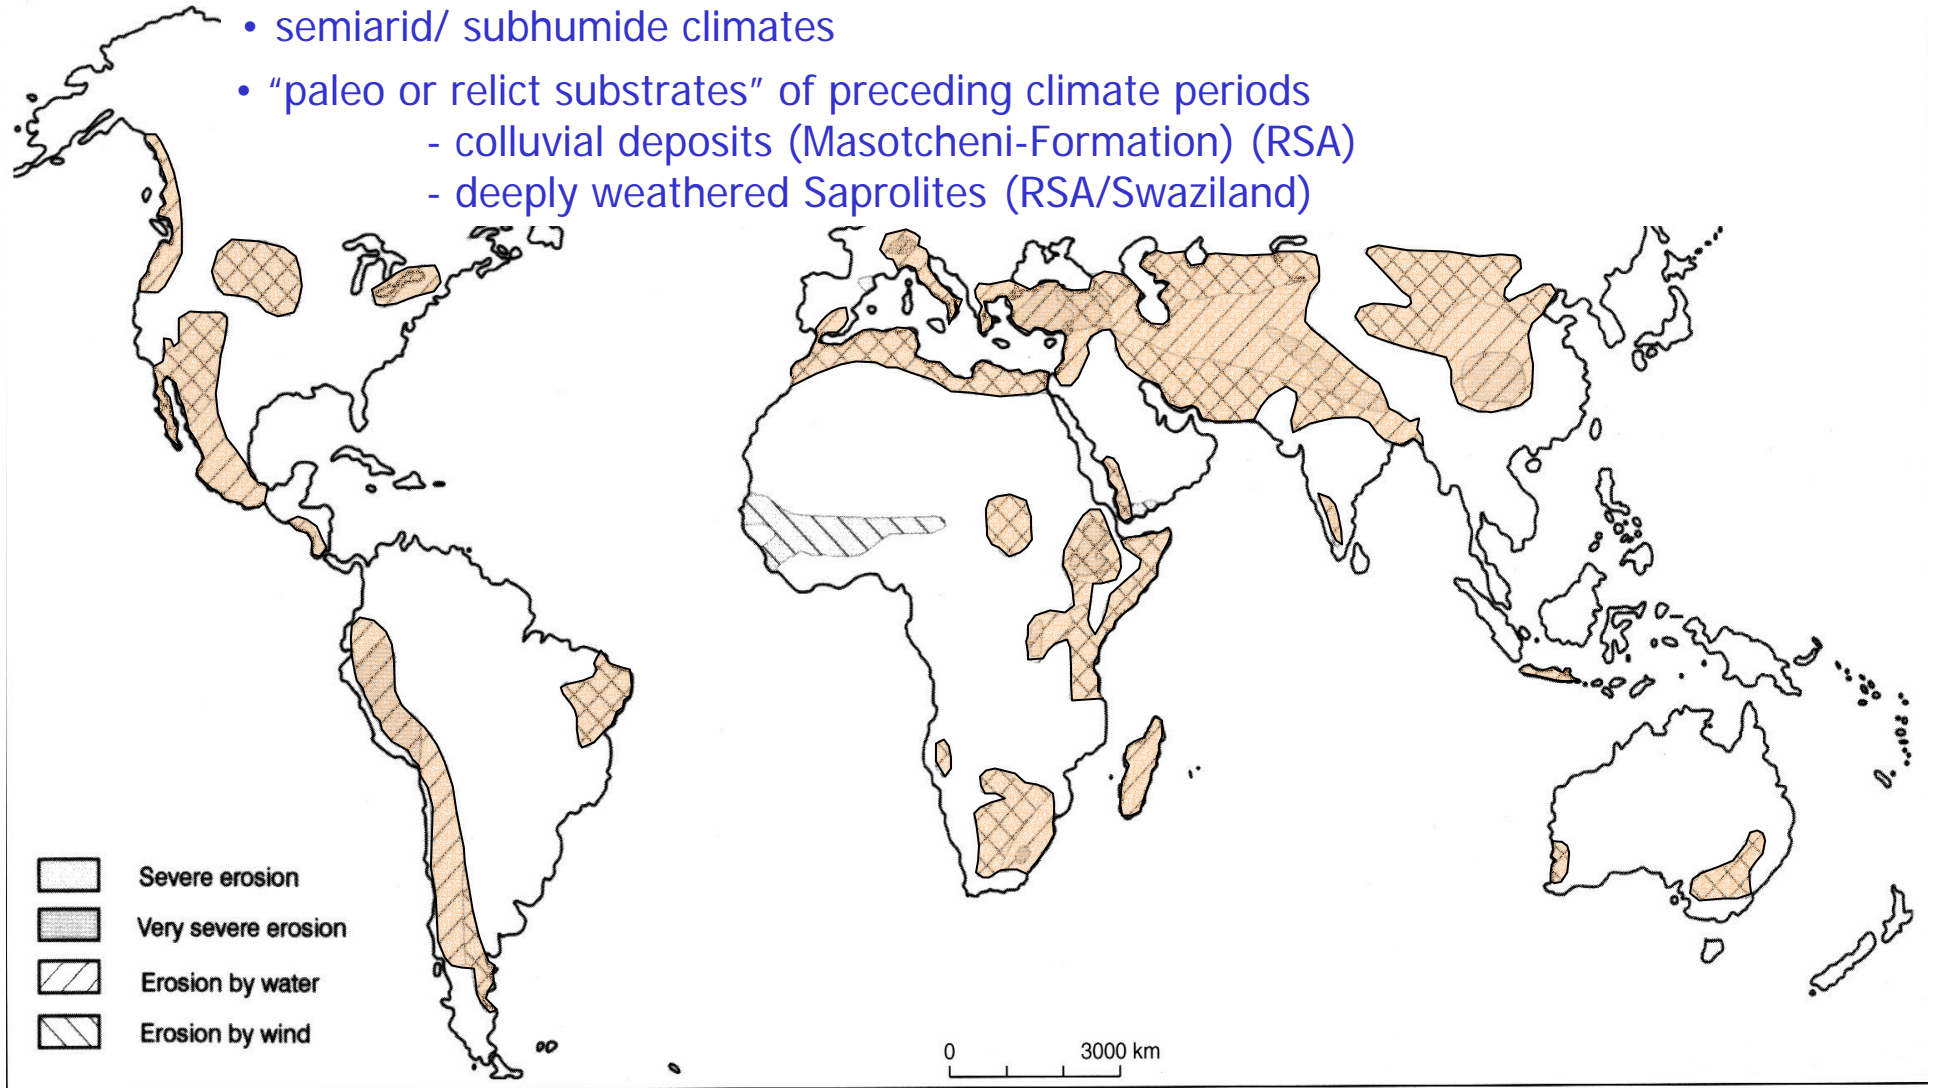 • semiarid/ subhumide climates
• “paleo or relict substrates” of preceding climate periods
- colluvial deposits (Masotcheni-Formation) (RSA)
- deeply weathered Saprolites (RSA/Swaziland)
Severe erosion
Very severe erosion
Erosion by water
Erosion by wind
0 3000 km